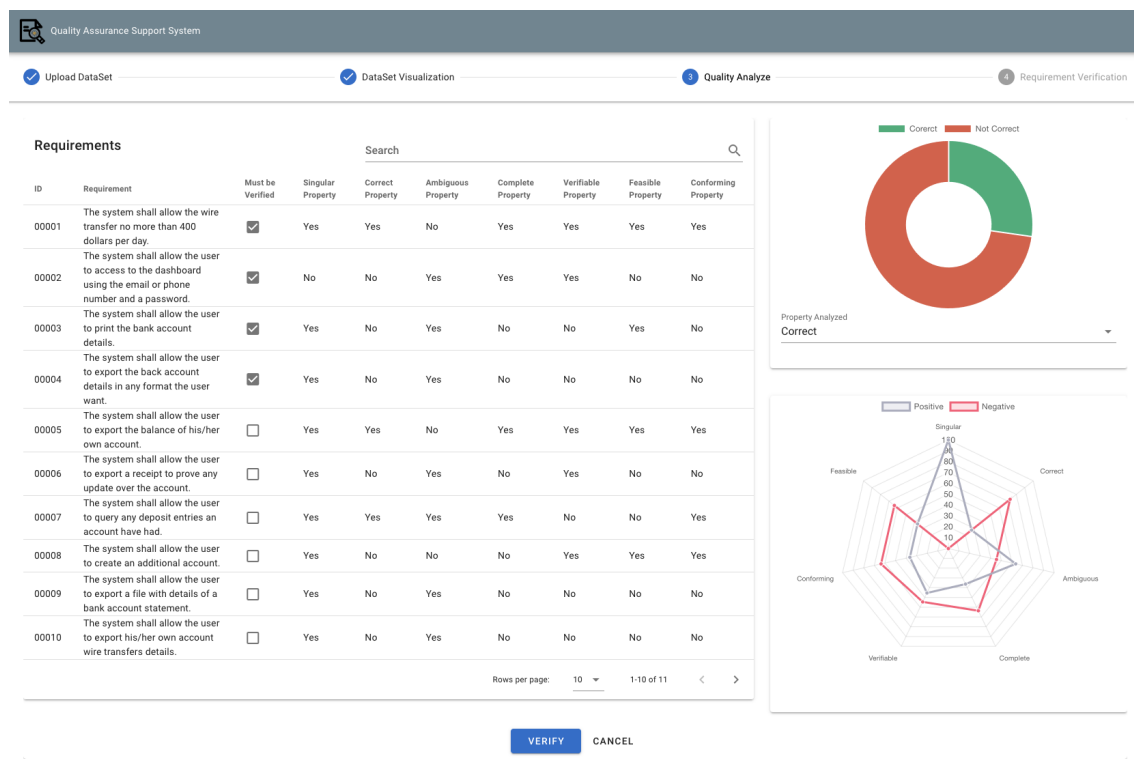 Quality Assurance Support System
Upload DataSet
DataSet Visualization
3 Quality Analyze
4 Requirement Verification
Requirements
Search
ID Requirement Must be Verified Singular Property Correct Property Ambiguous Property Complete Property Verifiable Property Feasible Property Conforming Property
The system shall allow the wire
00001 transfer no more than 400 Yes Yes No Yes Yes Yes Yes
dollars per day.
The system shall allow the user
to access to the dashboard
00002 using the email or phone No No Yes Yes Yes No No
number and a password.
The system shall allow the user
00003 to print the bank account Yes No Yes No No Yes No
details.
The system shall allow the user
to export the back account
00004 details in any format the user Yes No Yes No No No No
want.
The system shall allow the user
00005 to export the balance of his/her Yes Yes No Yes Yes Yes Yes
own account.
The system shall allow the user
00006 to export a receipt to prove any Yes No Yes No Yes No No
update over the account.
The system shall allow the user
00007 to query any deposit entries an Yes Yes Yes Yes No No Yes
account have had.
The system shall allow the user
00008 to create an additional account. Yes No No No Yes Yes Yes
The system shall allow the user
00009 to export a file with details of a Yes No Yes No No No No
bank account statement.
The system shall allow the user
00010 to export his/her own account Yes No Yes No No No No
wire transfers details.
Rows per page: 10 1-10 of 11
Corerct Not Correct
Property Analyzed
Correct
Positive Negative
Singular
90
80
70
60
50
40
30
20
10
Feasible
Correct
Conforming
Ambiguous
Verifiable
Complete
VERIFY CANCEL